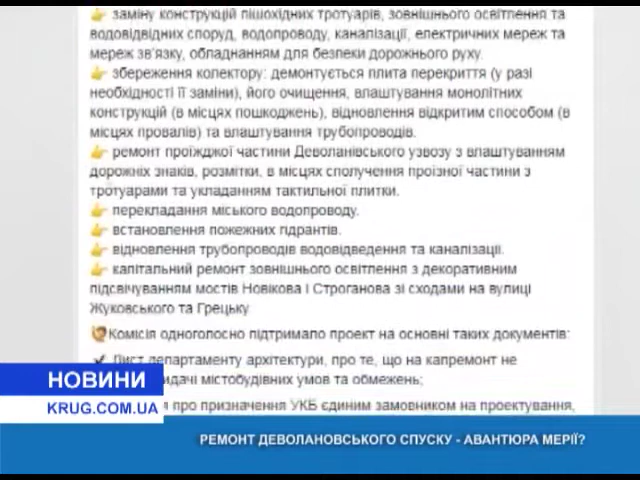 заміну конструкцій пішохідних тротуарів, зовнішнього освітлення та
водовідвідних споруд, водопроводу, каналізації, електричних мереж та
мереж зв'язку, обладнанням для безпеки дорожнього руху.
збереження колектору: демонтується плита перекриття (у разі
необхідності її заміни), його очищення, влаштування монолітних
конструкцій (в місцях пошкоджень), відновлення відкритим способом (в
місцях провалів) та влаштування трубопроводів.
ремонт проїжджої частини Деволанівського узвозу з влаштуванням
дорожніх знаків, розмітки, в місцях сполучення проїзної частини з
тротуарами та укладанням тактильної плитки.
перекладання міського водопроводу.
встановлення пожежних гідрантів.
відновлення трубопроводів водовідведення та каналізації.
капітальний ремонт зовнішнього освітлення з декоративним
підсвічуванням мостів Новікова і Строганова зі сходами на вулиці
Жуковського та Грецьку
Комісія одноголосно підтримало проект на основі таких документів:
Лист департаменту архітектури, про те, що на капремонт не
видачі містобудівних умов та обмежень;
про призначення УКБ єдиним замовником на проектування,
НОВИНИ
KRUG.COM.UA
РЕМОНТ ДЕВОЛАНОВСЬКОГО СПУСКУ - АВАНТЮРА МЕРІЇ?